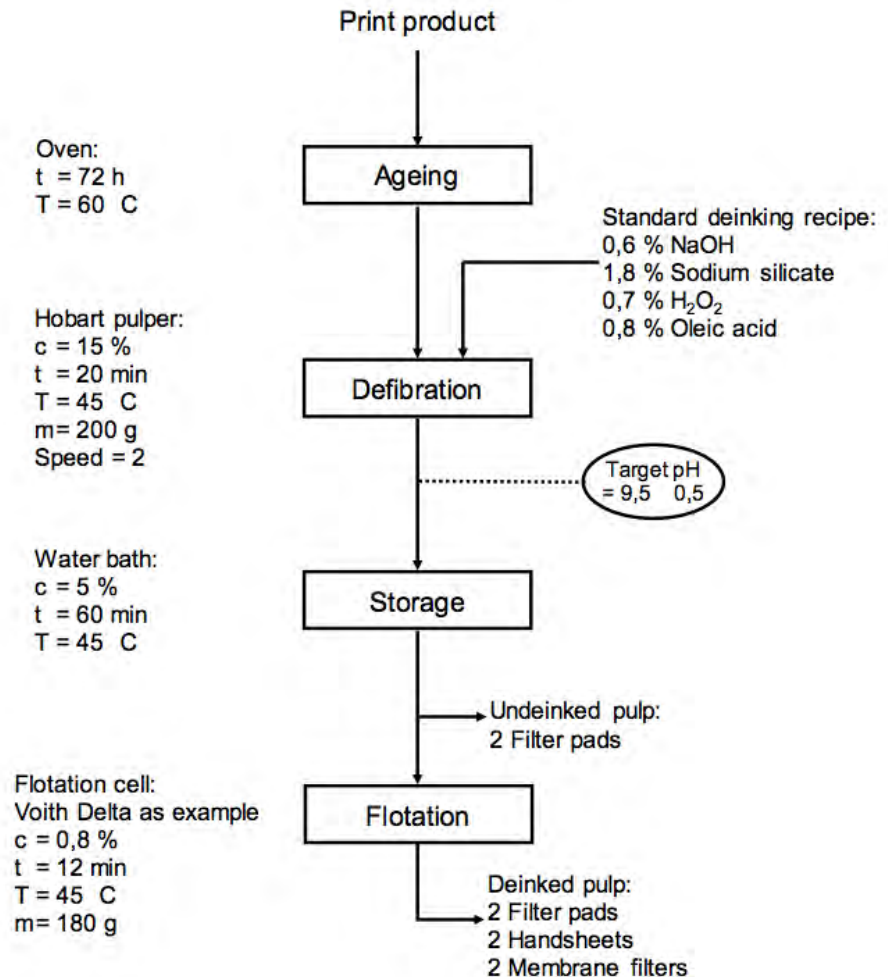 Print product
Oven:
t = 72 h
T = 60 C
Ageing
Standard deinking recipe:
0,6 % NaOH
1,8 % Sodium silicate
0,7 % H₂O₂
0,8 % Oleic acid
Hobart pulper:
c = 15 %
t = 20 min
T = 45 C
m= 200 g
Speed = 2
Defibration
Target pH
= 9,5 0,5
Water bath:
c = 5 %
t = 60 min
T = 45 C
Storage
Undeinked pulp:
2 Filter pads
Flotation cell:
Voith Delta as example
c = 0,8 %
t = 12 min
T = 45 C
m= 180 g
Flotation
Deinked pulp:
2 Filter pads
2 Handsheets
2 Membrane filters